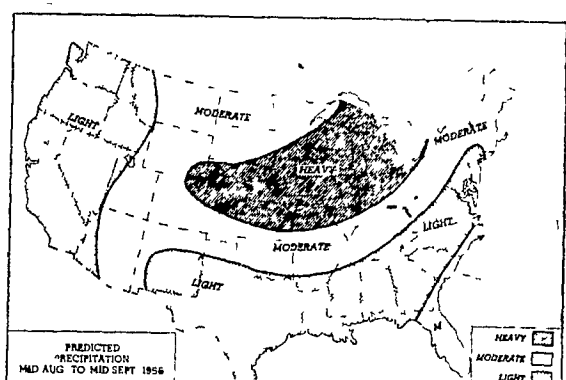 MODERATE
LIGHT
MODERATE
HEAVY
LIGHT
MODERATE
LIGHT
M
PREDICTED
PRECIPITATION
MID AUG TO MID SEPT 1956
HEAVY
MODERATE
LIGHT